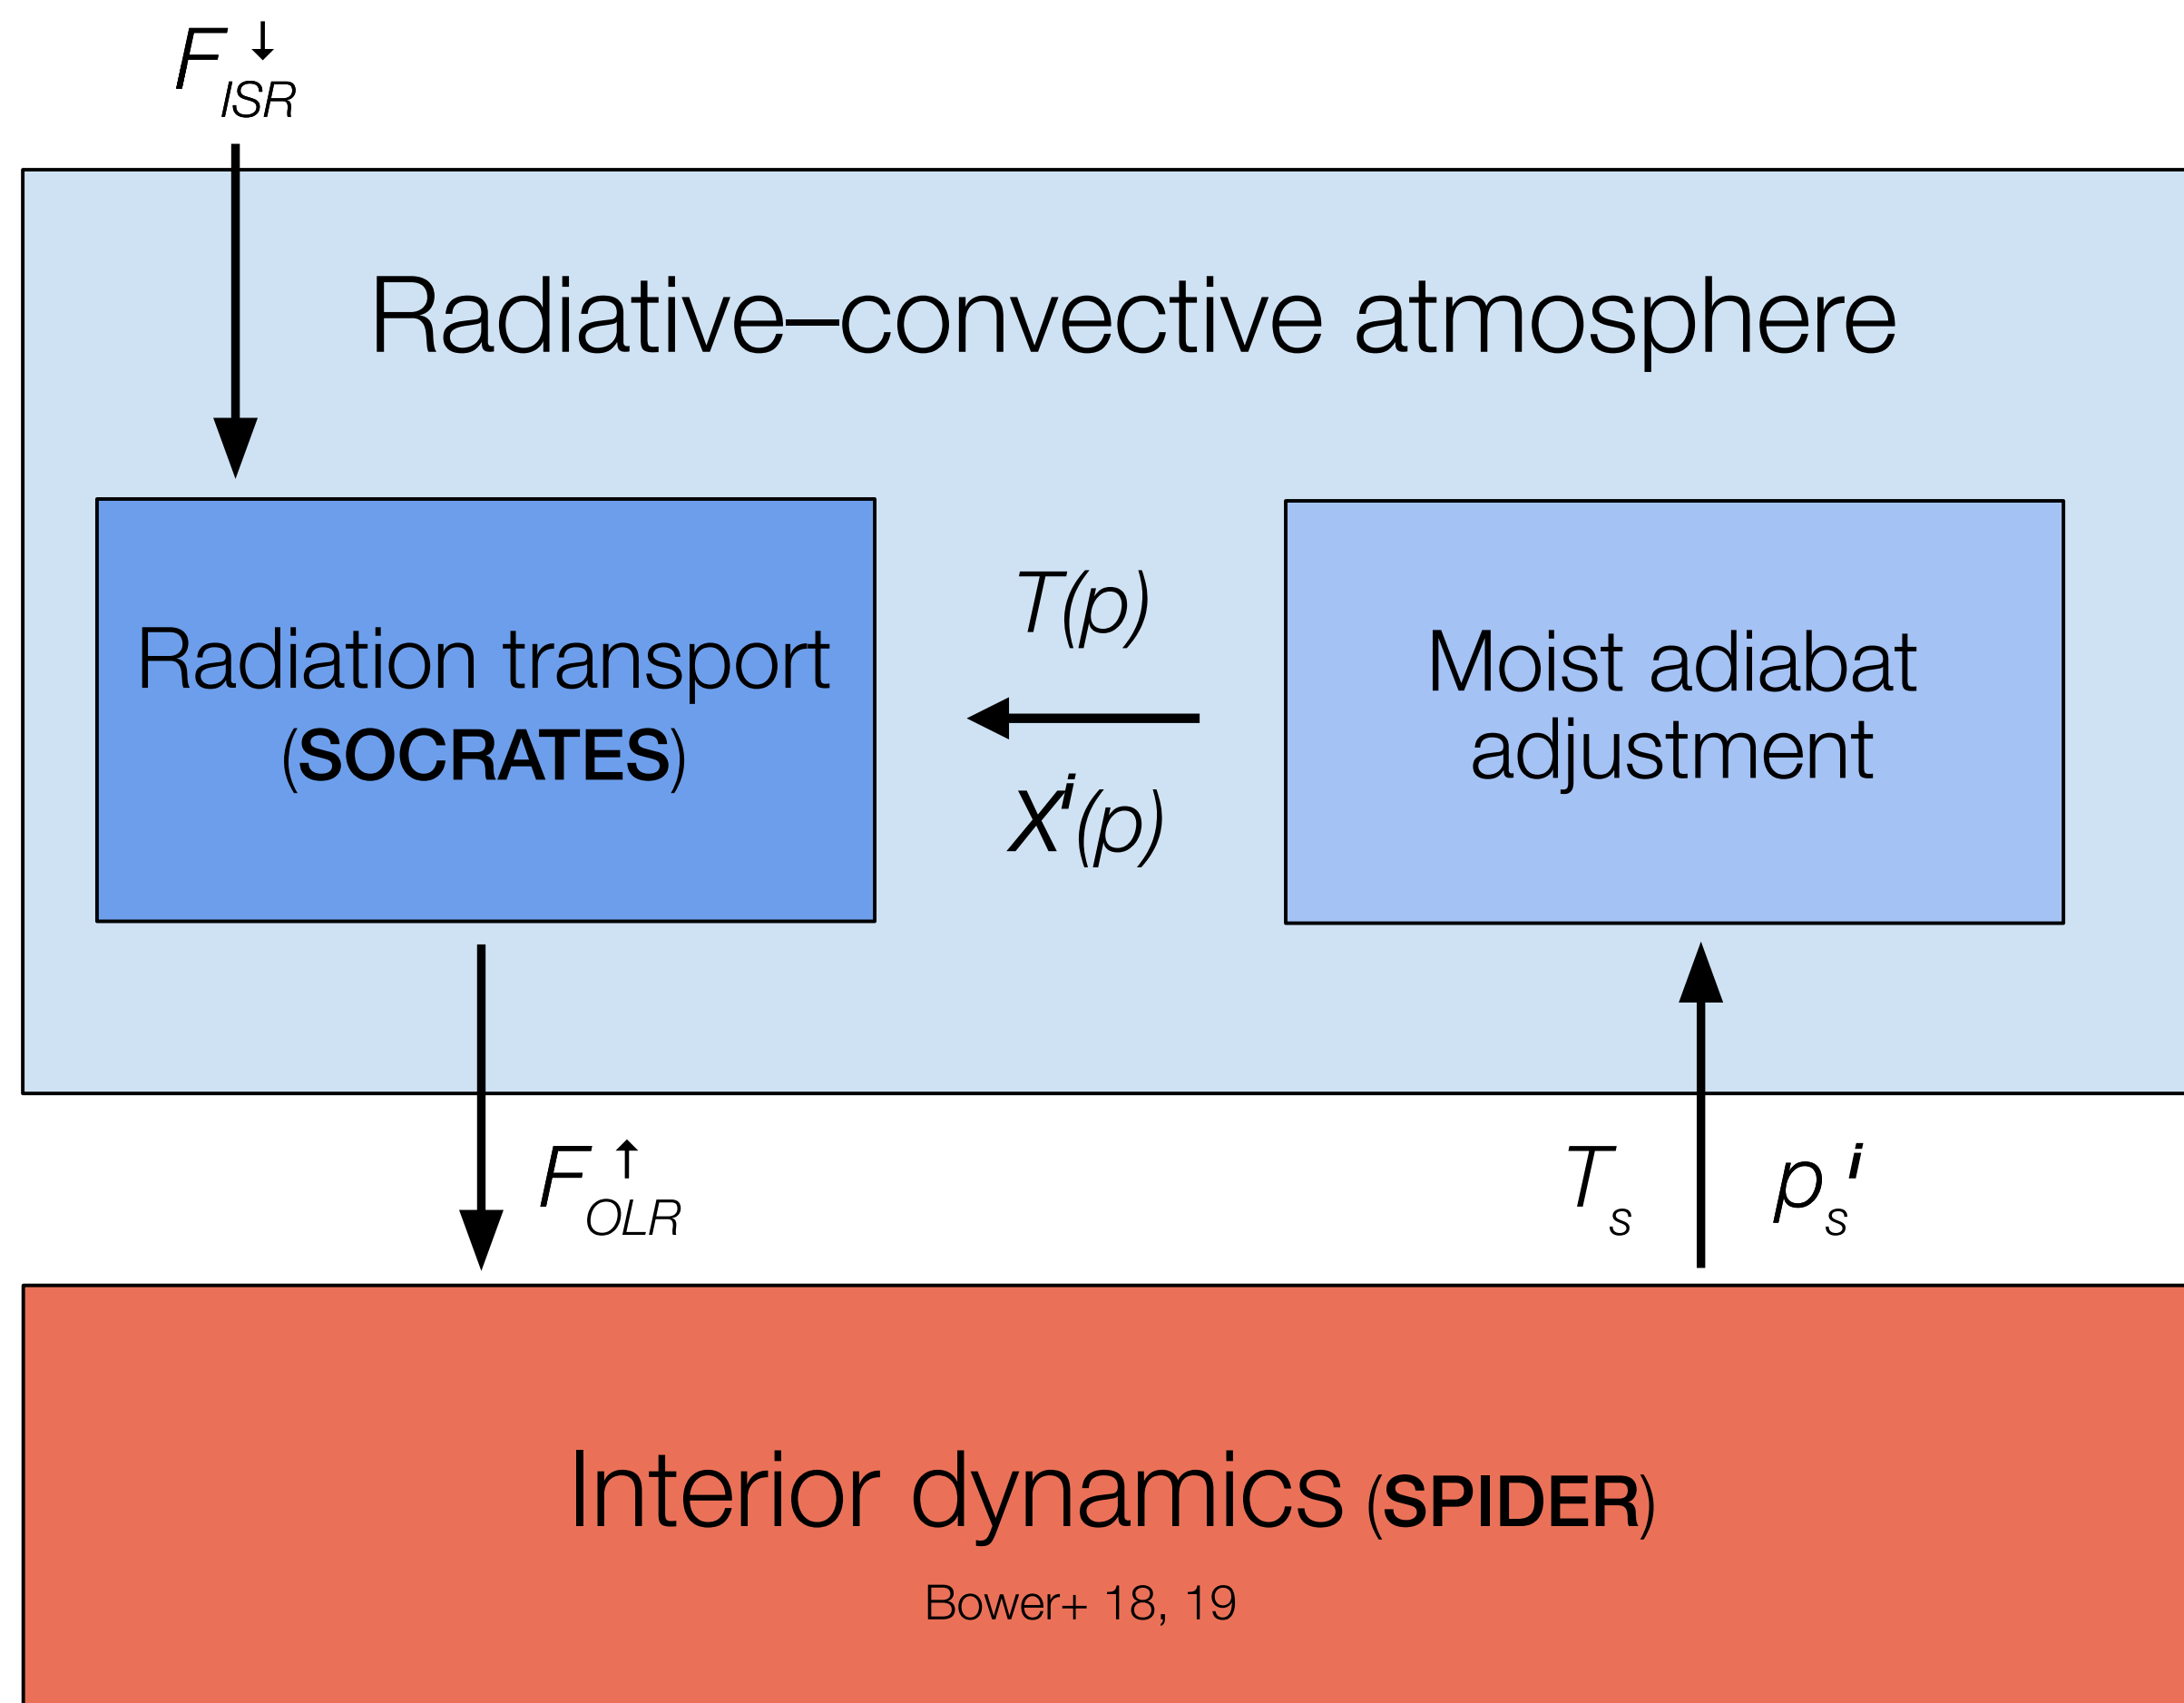 F↓ISR
Radiative–convective atmosphere
Radiation transport
(SOCRATES)
T(p)
Xⁱ(p)
Moist adiabat
adjustment
F↑OLR
Ts
psⁱ
Interior dynamics (SPIDER)
Bower+ 18, 19